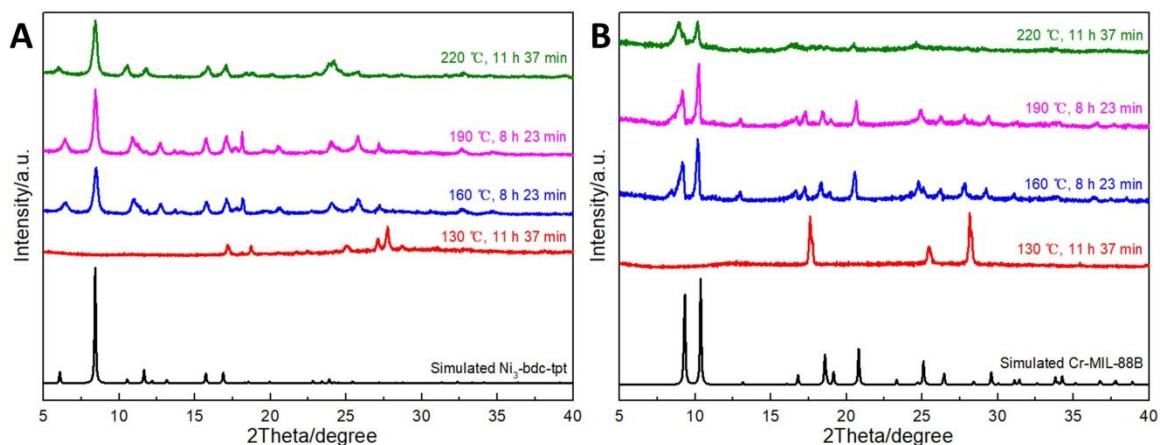 A
220 ℃, 11 h 37 min
190 ℃, 8 h 23 min
160 ℃, 8 h 23 min
130 ℃, 11 h 37 min
Simulated Ni₃-bdc-tpt
Intensity/a.u.
5 10 15 20 25 30 35 40
2Theta/degree
B
220 ℃, 11 h 37 min
190 ℃, 8 h 23 min
160 ℃, 8 h 23 min
130 ℃, 11 h 37 min
Simulated Cr-MIL-88B
Intensity/a.u.
5 10 15 20 25 30 35 40
2Theta/degree